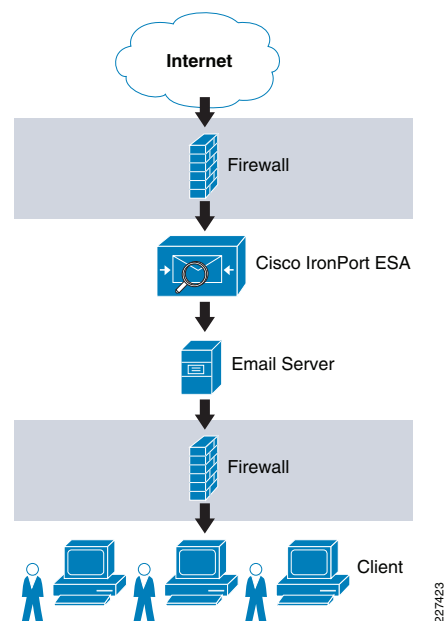 Internet
Firewall
Cisco IronPort ESA
Email Server
Firewall
Client
227423